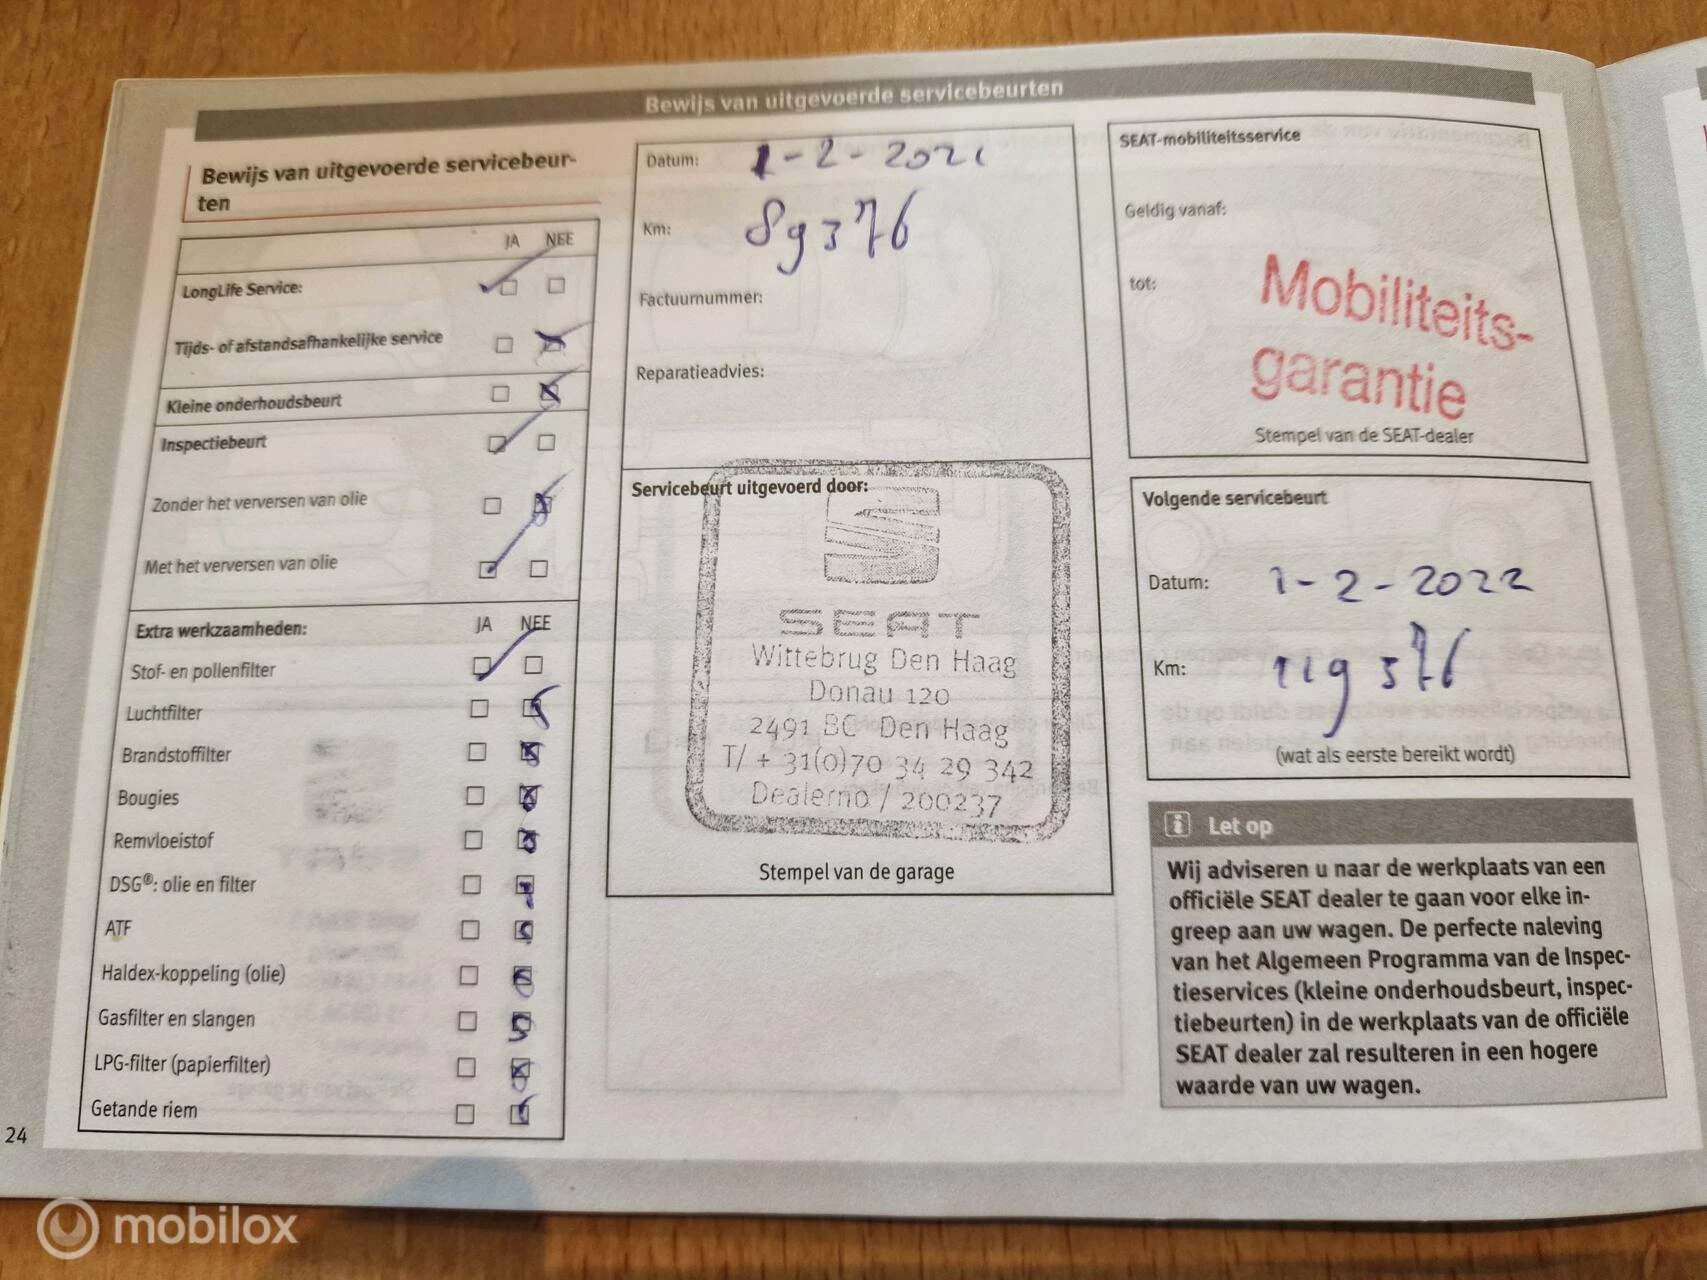 Bewijs van uitgevoerde servicebeurten
Bewijs van uitgevoerde servicebeur-
ten
JA NEE
LongLife Service:
Tijds- of afstandsafhankelijke service
Kleine onderhoudsbeurt
Inspectiebeurt
Zonder het verversen van olie
Met het verversen van olie
Extra werkzaamheden: JA NEE
Stof- en pollenfilter
Luchtfilter
Brandstoffilter
Bougies
Remvloeistof
DSG®: olie en filter
ATF
Haldex-koppeling (olie)
Gasfilter en slangen
LPG-filter (papierfilter)
Getande riem
24
Datum: 1-2-2021
Km: 89376
Factuurnummer:
Reparatieadvies:
Servicebeurt uitgevoerd door:
SEAT
Wittebrug Den Haag
Donau 120
2491 BC Den Haag
T/ + 31(0)70 34 29 342
Dealerno / 200237
Stempel van de garage
SEAT-mobiliteitsservice
Geldig vanaf:
tot:
Mobiliteits-
garantie
Stempel van de SEAT-dealer
Volgende servicebeurt
Datum: 1-2-2022
Km: 119376
(wat als eerste bereikt wordt)
i Let op
Wij adviseren u naar de werkplaats van een
officiële SEAT dealer te gaan voor elke in-
greep aan uw wagen. De perfecte naleving
van het Algemeen Programma van de Inspec-
tieservices (kleine onderhoudsbeurt, inspec-
tiebeurten) in de werkplaats van de officiële
SEAT dealer zal resulteren in een hogere
waarde van uw wagen.
mobilox